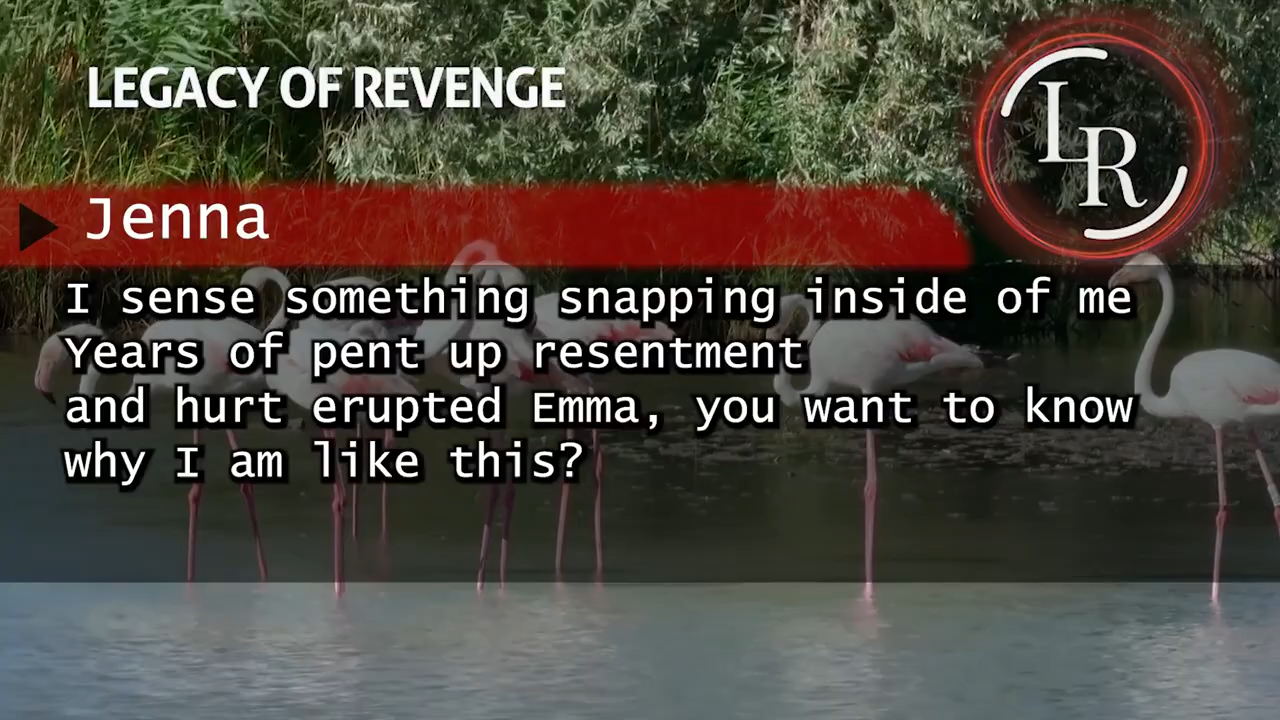 LEGACY OF REVENGE
LR
Jenna
I sense something snapping inside of me
Years of pent up resentment
and hurt erupted Emma, you want to know
why I am like this?